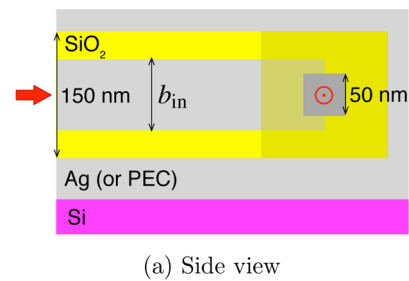 SiO₂
150 nm
b_in
50 nm
Ag (or PEC)
Si
(a) Side view